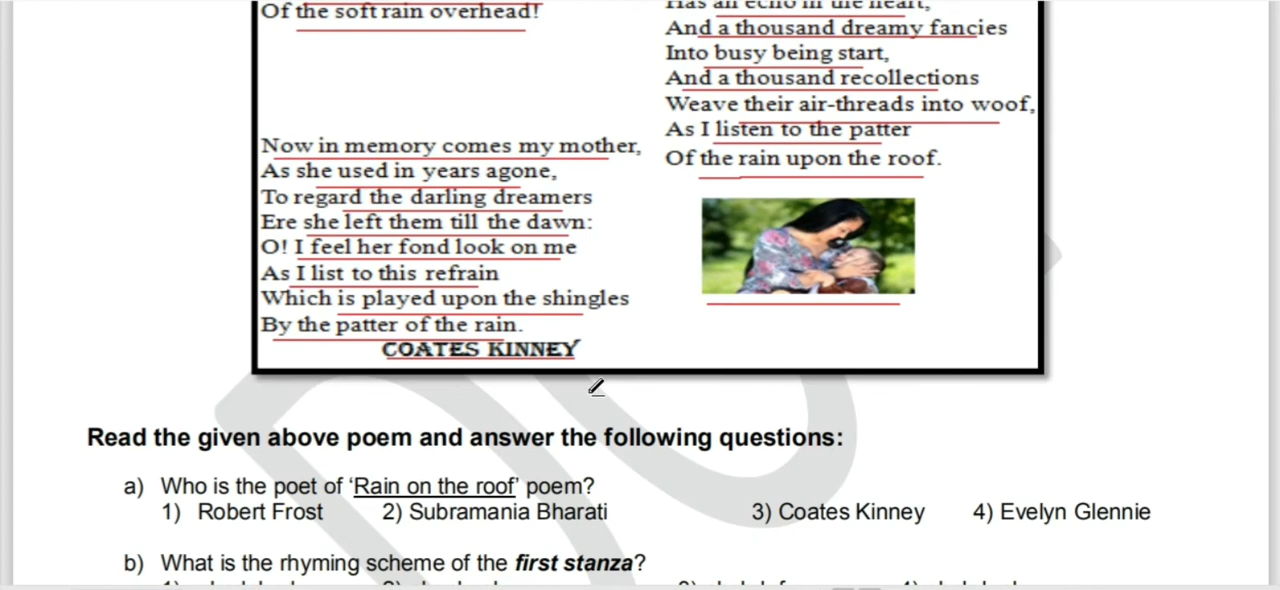 Of the soft rain overhead!
Now in memory comes my mother,
As she used in years agone,
To regard the darling dreamers
Ere she left them till the dawn:
O! I feel her fond look on me
As I list to this refrain
Which is played upon the shingles
By the patter of the rain.
COATES KINNEY
Has an echo in the heart,
And a thousand dreamy fancies
Into busy being start,
And a thousand recollections
Weave their air-threads into woof,
As I listen to the patter
Of the rain upon the roof.
Read the given above poem and answer the following questions:
a) Who is the poet of ‘Rain on the roof’ poem?
1) Robert Frost 2) Subramania Bharati 3) Coates Kinney 4) Evelyn Glennie
b) What is the rhyming scheme of the first stanza?